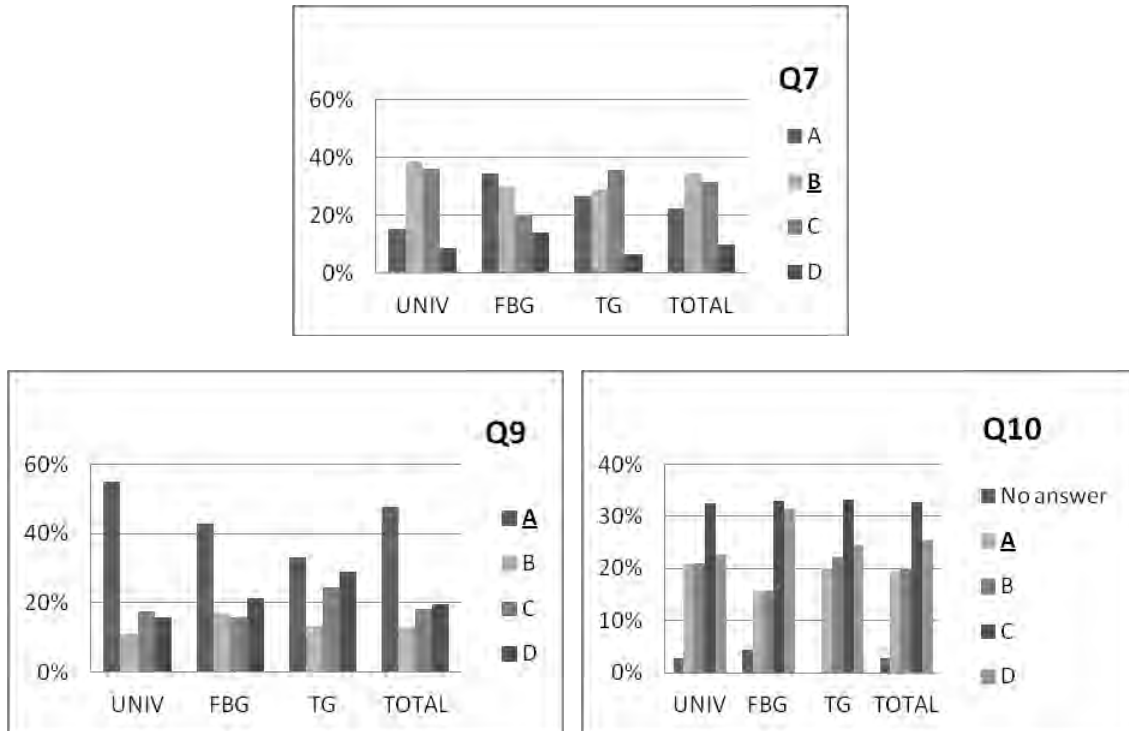 Q7
60%
40%
20%
0%
UNIV FBG TG TOTAL
A
B
C
D
Q9
60%
40%
20%
0%
UNIV FBG TG TOTAL
A
B
C
D
Q10
40%
30%
20%
10%
0%
UNIV FBG TG TOTAL
No answer
A
B
C
D